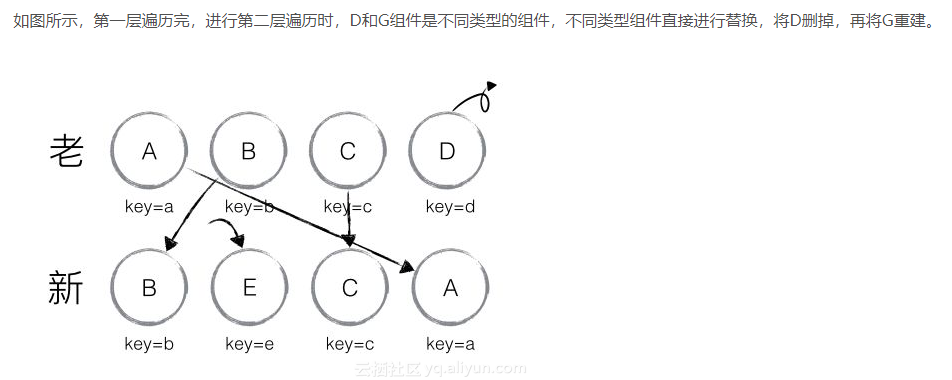 如图所示，第一层遍历完，进行第二层遍历时，D和G组件是不同类型的组件，不同类型组件直接进行替换，将D删掉，再将G重建。
老 A B C D
key=a key=b key=c key=d
新 B E C A
key=b key=e key=c key=a
云栖社区 yq.aliyun.com